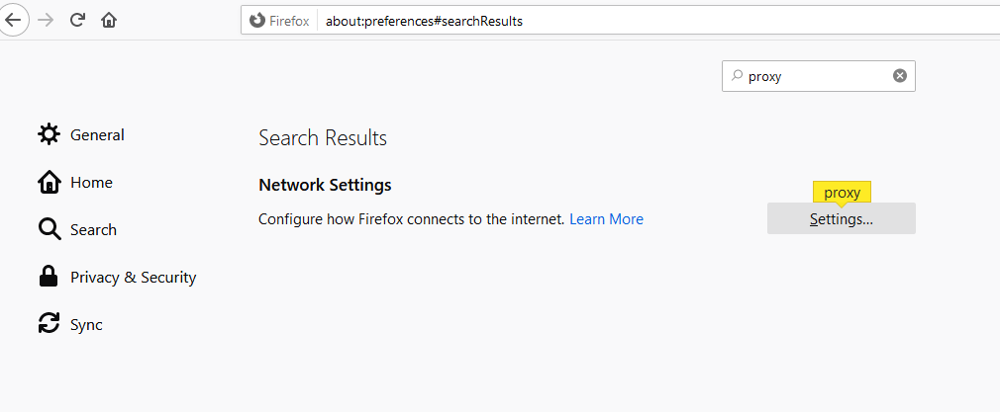 Firefox about:preferences#searchResults
proxy
General
Home
Search
Privacy & Security
Sync
Search Results
Network Settings
Configure how Firefox connects to the internet. Learn More
proxy
Settings...